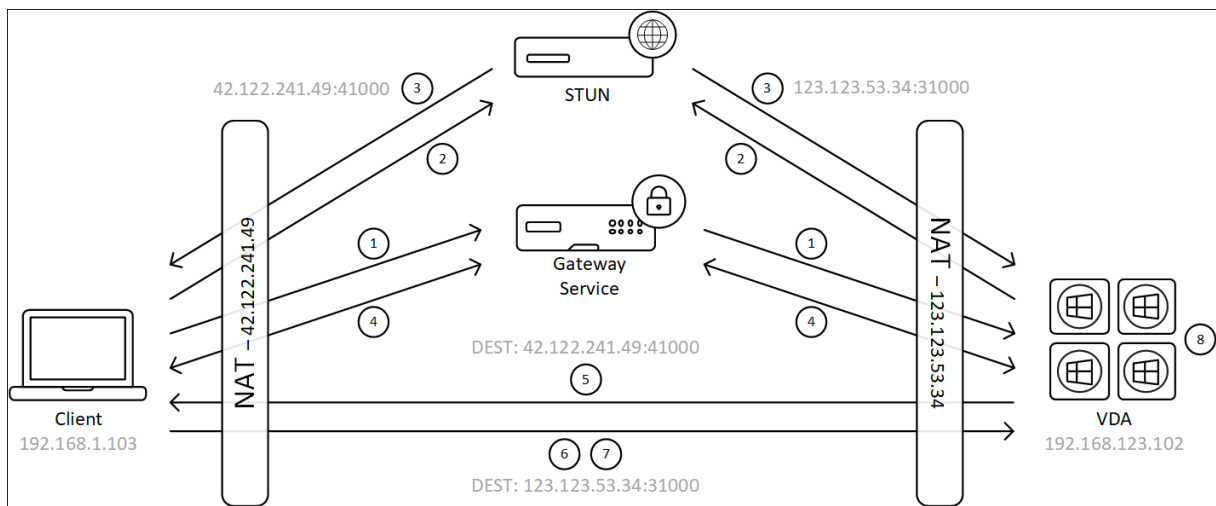 STUN
42.122.241.49:41000
3
3
123.123.53.34:31000
2
2
NAT – 42.122.241.49
NAT – 123.123.53.34
1
1
Gateway
Service
4
4
DEST: 42.122.241.49:41000
5
8
Client
192.168.1.103
VDA
192.168.123.102
6
7
DEST: 123.123.53.34:31000